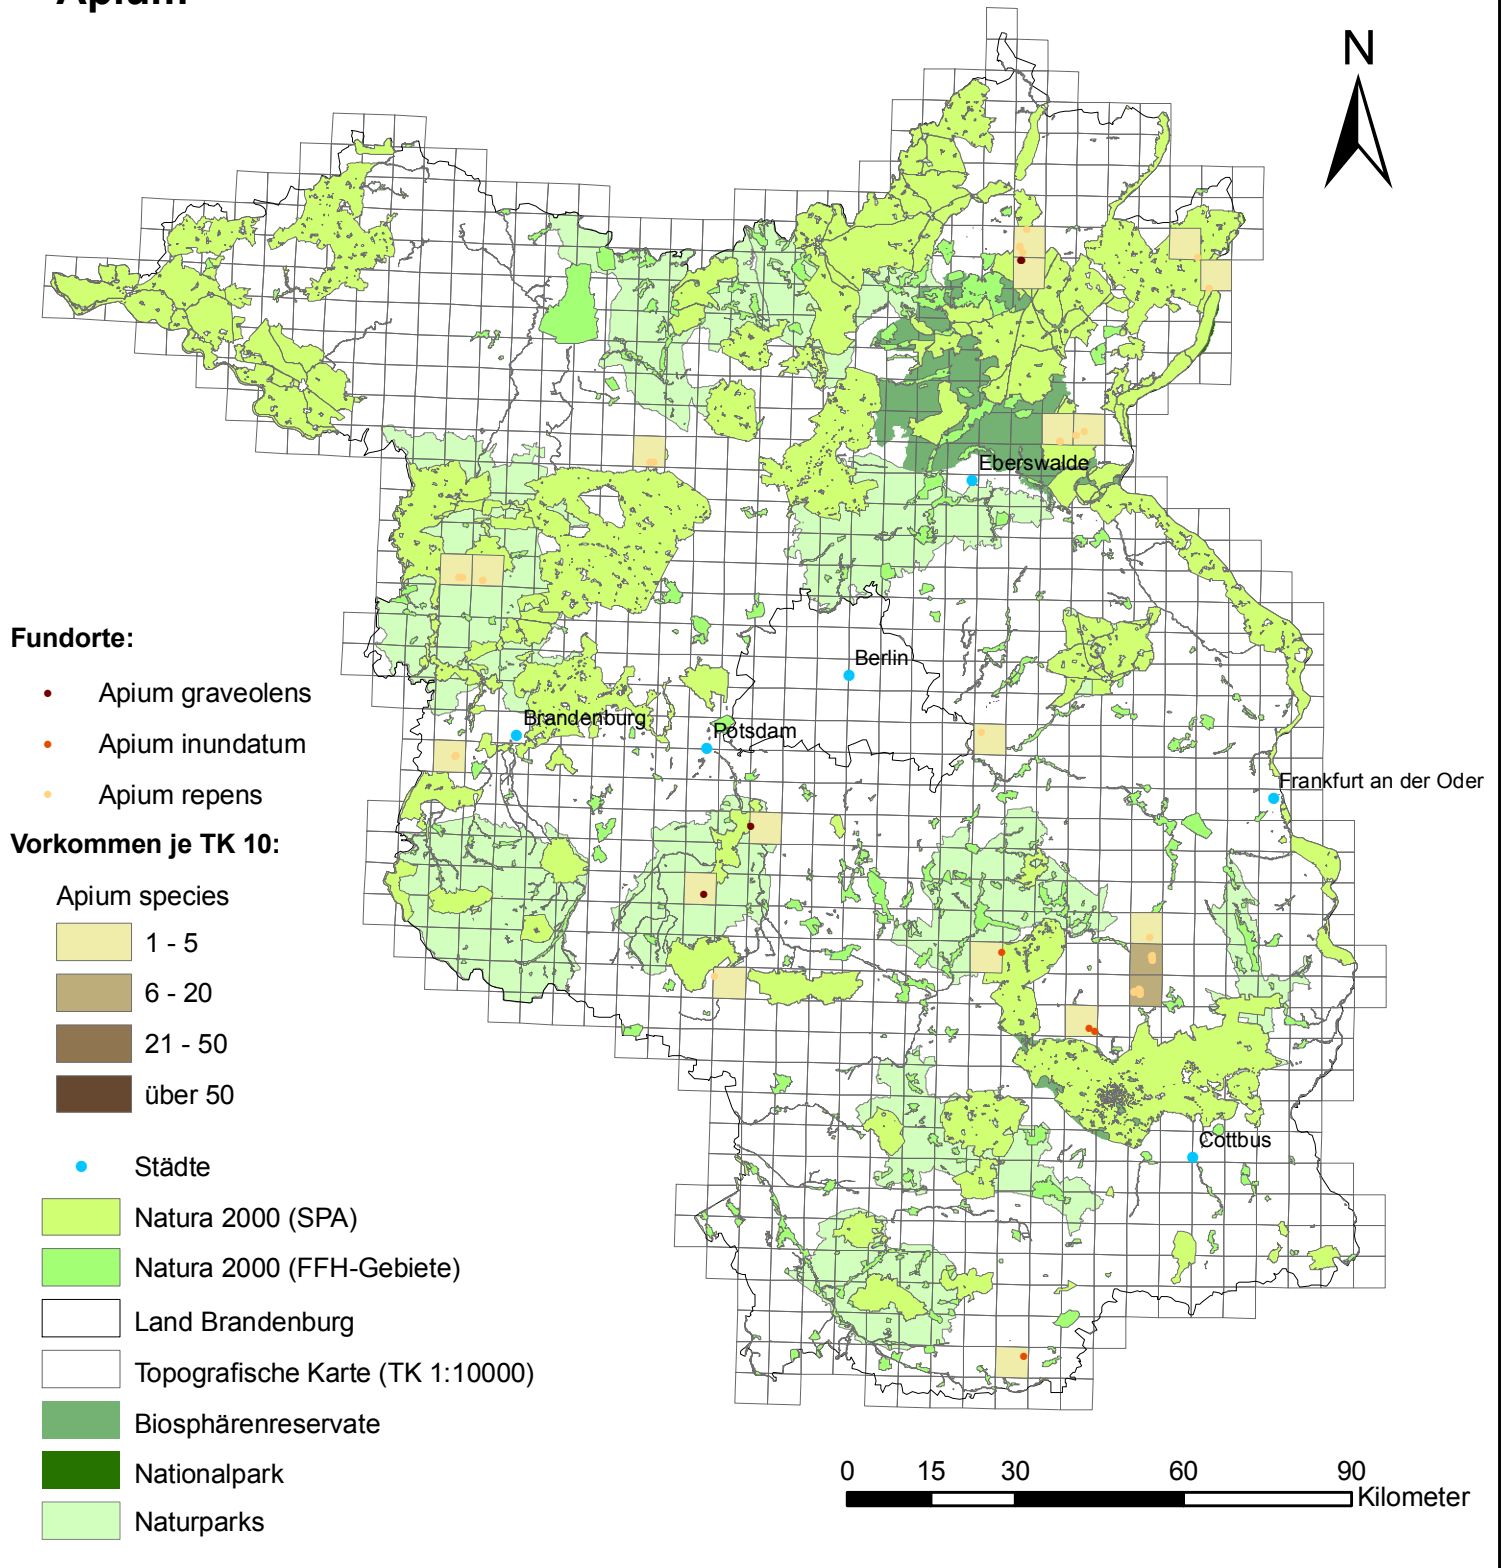 Apium
N
Eberswalde
Berlin
Brandenburg
Potsdam
Frankfurt an der Oder
Cottbus
Fundorte:
Apium graveolens
Apium inundatum
Apium repens
Vorkommen je TK 10:
Apium species
1 - 5
6 - 20
21 - 50
über 50
Städte
Natura 2000 (SPA)
Natura 2000 (FFH-Gebiete)
Land Brandenburg
Topografische Karte (TK 1:10000)
Biosphärenreservate
Nationalpark
Naturparks
0 15 30 60 90
Kilometer